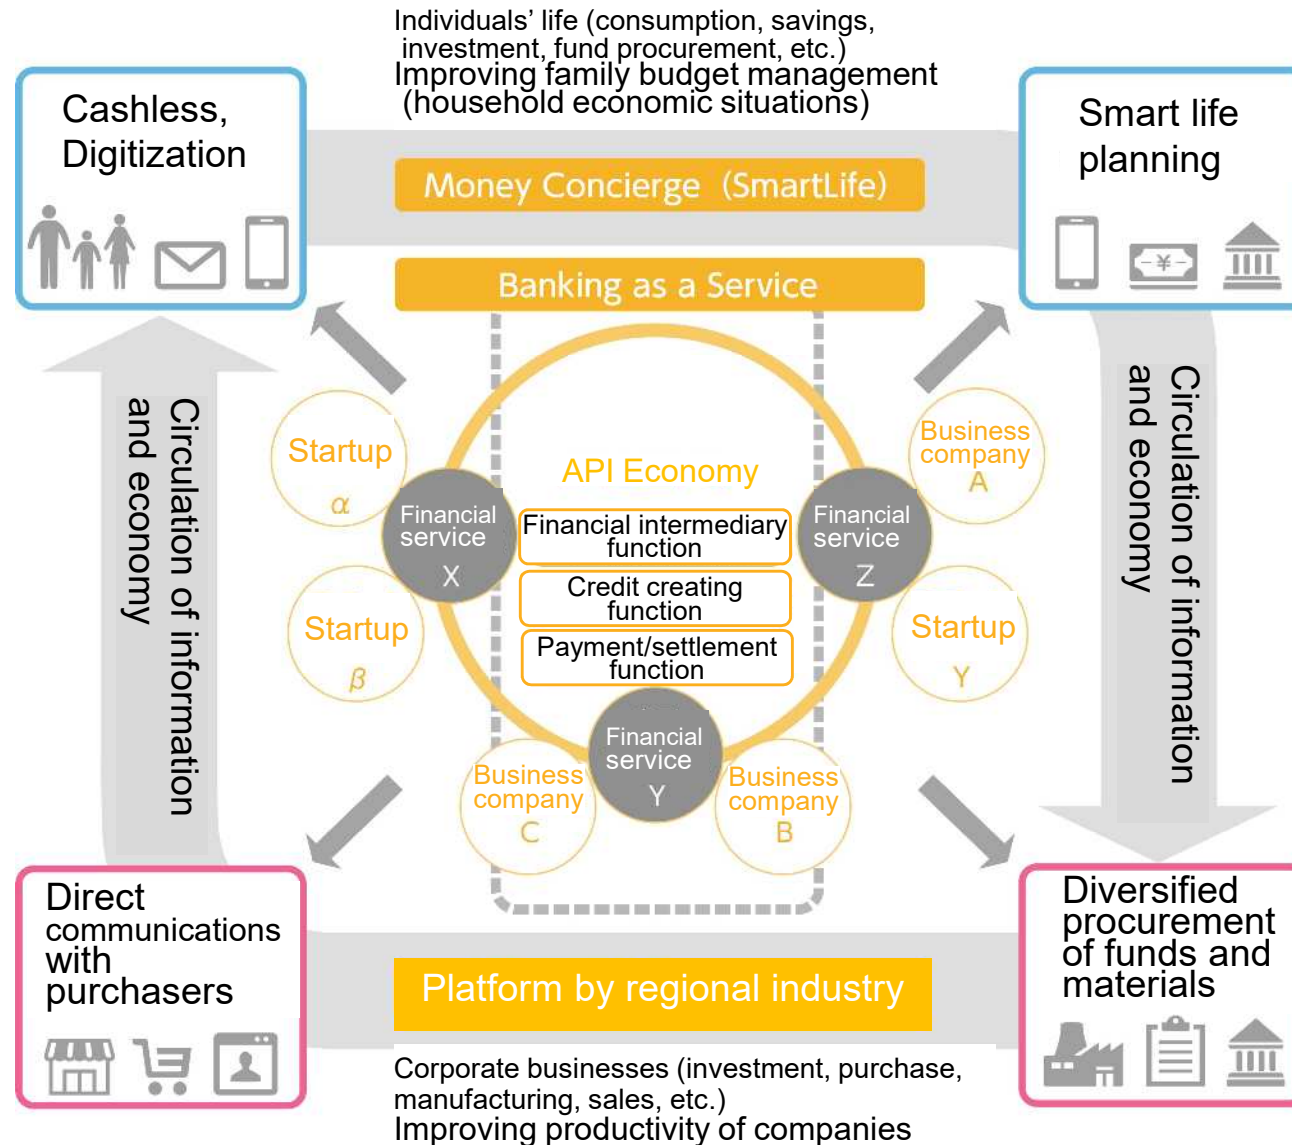 Individuals’ life (consumption, savings,
investment, fund procurement, etc.)
Improving family budget management
(household economic situations)
Cashless,
Digitization
Smart life
planning
Money Concierge (SmartLife)
¥
Banking as a Service
Circulation of information
and economy
Circulation of information
and economy
Startup
α
Business
company
A
API Economy
Financial
service
X
Financial intermediary
function
Financial
service
Z
Credit creating
function
Startup
β
Payment/settlement
function
Startup
Y
Financial
service
Y
Business
company
C
Business
company
B
Direct
communications
with
purchasers
Diversified
procurement
of funds and
materials
Platform by regional industry
Corporate businesses (investment, purchase,
manufacturing, sales, etc.)
Improving productivity of companies